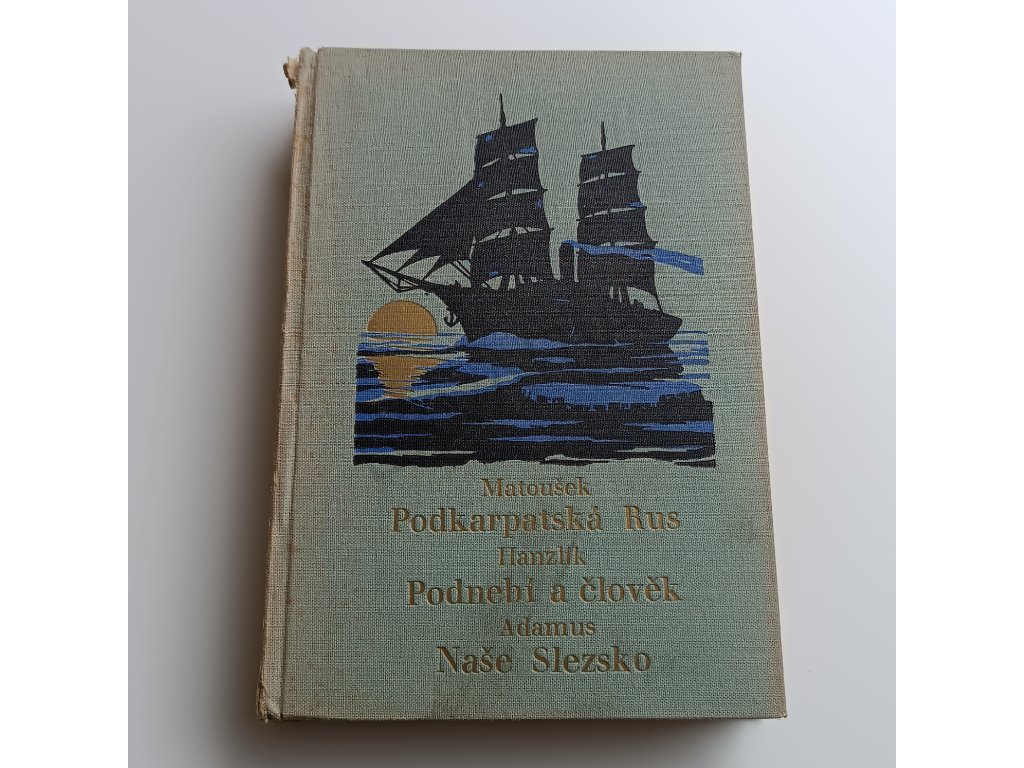 Matoušek
Podkarpatská Rus
Hanzlík
Podnebí a člověk
Adamus
Naše Slezsko